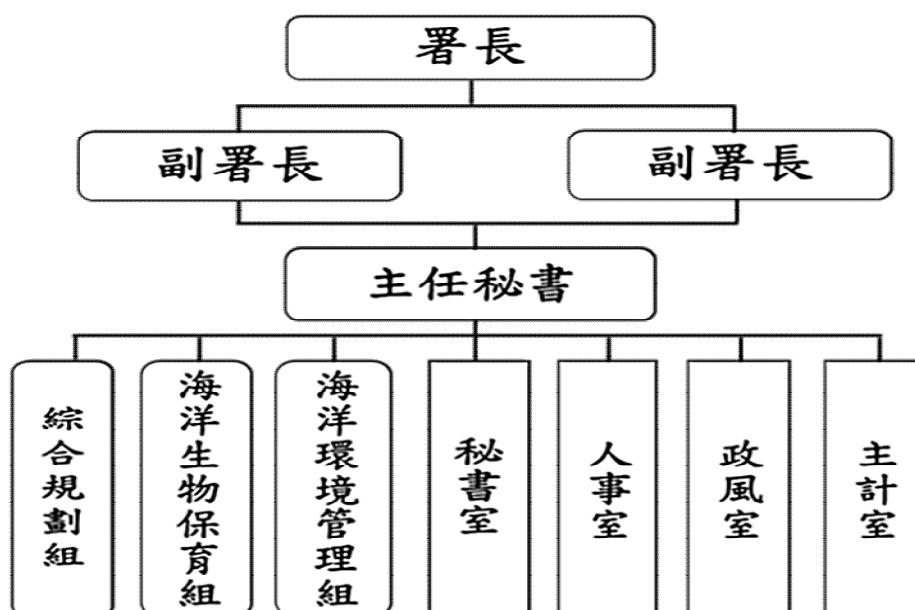 署長
副署長
副署長
主任秘書
綜合規劃組
海洋生物保育組
海洋環境管理組
秘書室
人事室
政風室
主計室